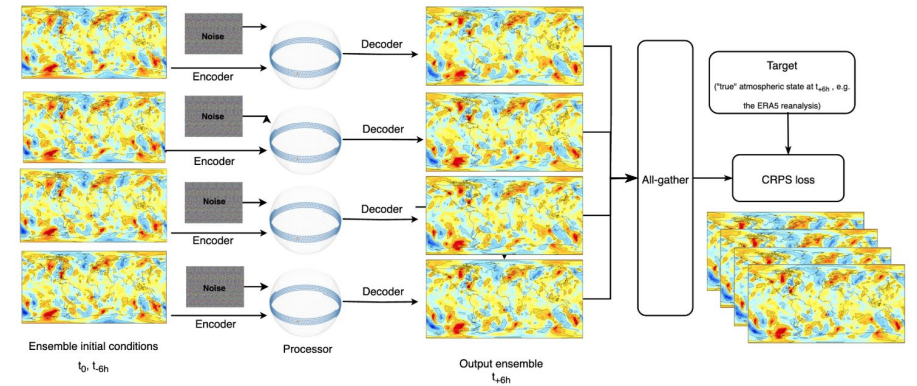 Noise
Encoder
Decoder
Noise
Encoder
Decoder
Noise
Encoder
Decoder
Noise
Encoder
Decoder
Ensemble initial conditions
t0, t-6h
Processor
Output ensemble
t+6h
All-gather
Target
("true" atmospheric state at t+6h , e.g.
the ERA5 reanalysis)
CRPS loss